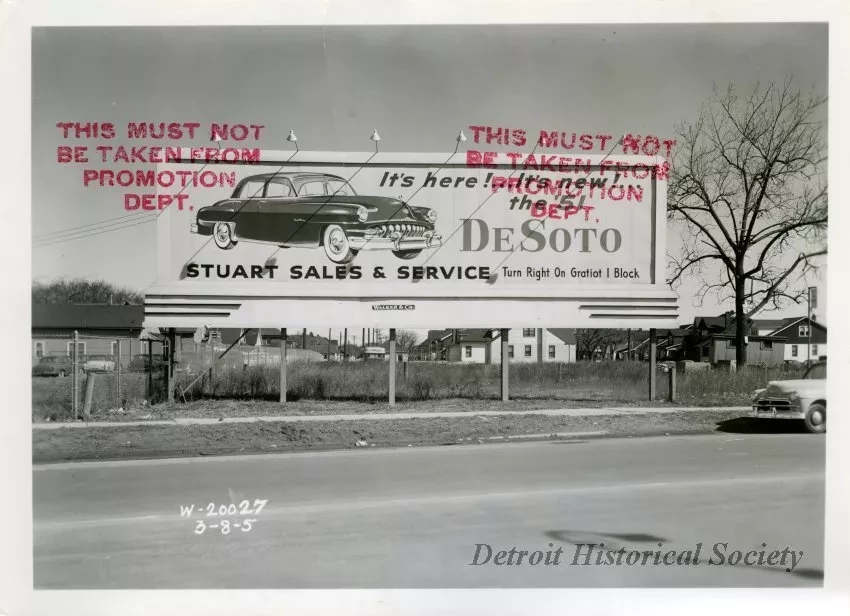 THIS MUST NOT
BE TAKEN FROM
PROMOTION
DEPT.
THIS MUST NOT
BE TAKEN FROM
PROMOTION
DEPT.
It's here!.. It's new!..
the '51
DeSoto
STUART SALES & SERVICE
Turn Right On Gratiot 1 Block
WALKER & CO.
W-20027
3-8-5
Detroit Historical Society